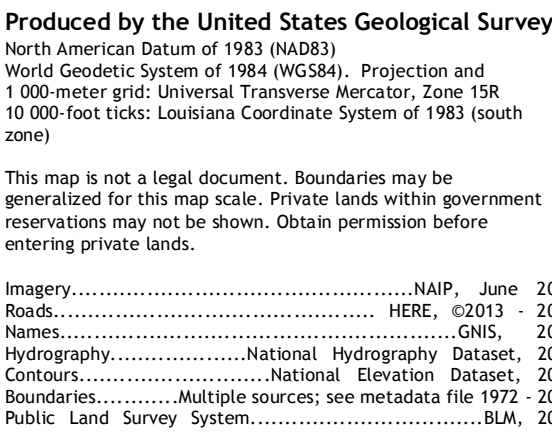 Produced by the United States Geological Survey
North American Datum of 1983 (NAD83)
World Geodetic System of 1984 (WGS84). Projection and
1 000-meter grid: Universal Transverse Mercator, Zone 15R
10 000-foot ticks: Louisiana Coordinate System of 1983 (south
zone)
This map is not a legal document. Boundaries may be
generalized for this map scale. Private lands within government
reservations may not be shown. Obtain permission before
entering private lands.
Imagery.............................................NAIP, June
Roads.......................................... HERE, ©2013 -
Names....................................................GNIS,
Hydrography...................National Hydrography Dataset,
Contours..........................National Elevation Dataset,
Boundaries............Multiple sources; see metadata file 1972 -
Public Land Survey System.................................BLM,